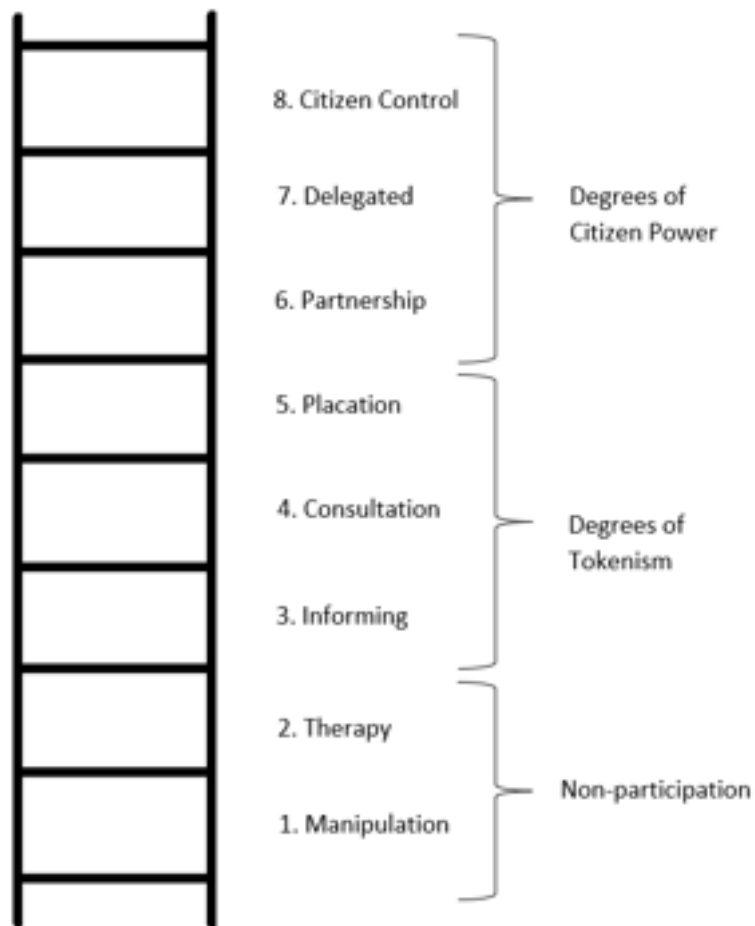 8. Citizen Control
7. Delegated
6. Partnership
Degrees of
Citizen Power
5. Placation
4. Consultation
3. Informing
Degrees of
Tokenism
2. Therapy
1. Manipulation
Non-participation